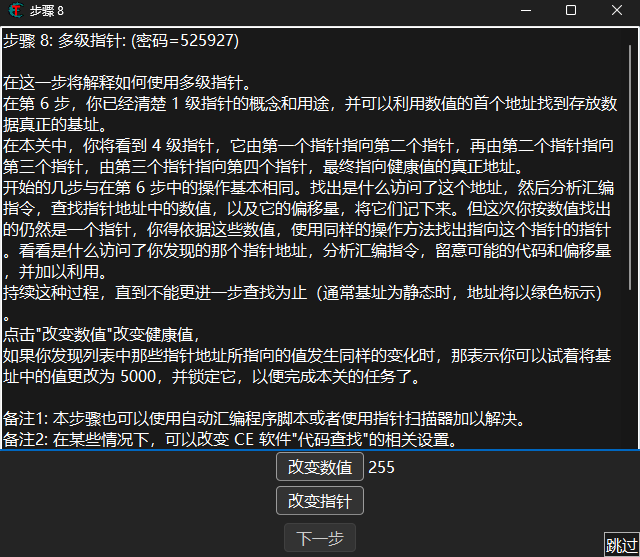 步骤 8
步骤 8: 多级指针: (密码=525927)
在这一步将解释如何使用多级指针。
在第 6 步，你已经清楚 1 级指针的概念和用途，并可以利用数值的首个地址找到存放数
据真正的基址。
在本关中，你将看到 4 级指针，它由第一个指针指向第二个指针，再由第二个指针指向
第三个指针，由第三个指针指向第四个指针，最终指向健康值的真正地址。
开始的几步与在第 6 步中的操作基本相同。找出是什么访问了这个地址，然后分析汇编
指令，查找指针地址中的数值，以及它的偏移量，将它们记下来。但这次你按数值找出
的仍然是一个指针，你得依据这些数值，使用同样的操作方法找出指向这个指针的指针
。看看是什么访问了你发现的那个指针地址，分析汇编指令，留意可能的代码和偏移量
，并加以利用。
持续这种过程，直到不能更进一步查找为止（通常基址为静态时，地址将以绿色标示）
。
点击"改变数值"改变健康值，
如果你发现列表中那些指针地址所指向的值发生同样的变化时，那表示你可以试着将基
址中的值更改为 5000，并锁定它，以便完成本关的任务了。
备注1: 本步骤也可以使用自动汇编程序脚本或者使用指针扫描器加以解决。
备注2: 在某些情况下，可以改变 CE 软件"代码查找"的相关设置。
改变数值 255
改变指针
下一步
跳过